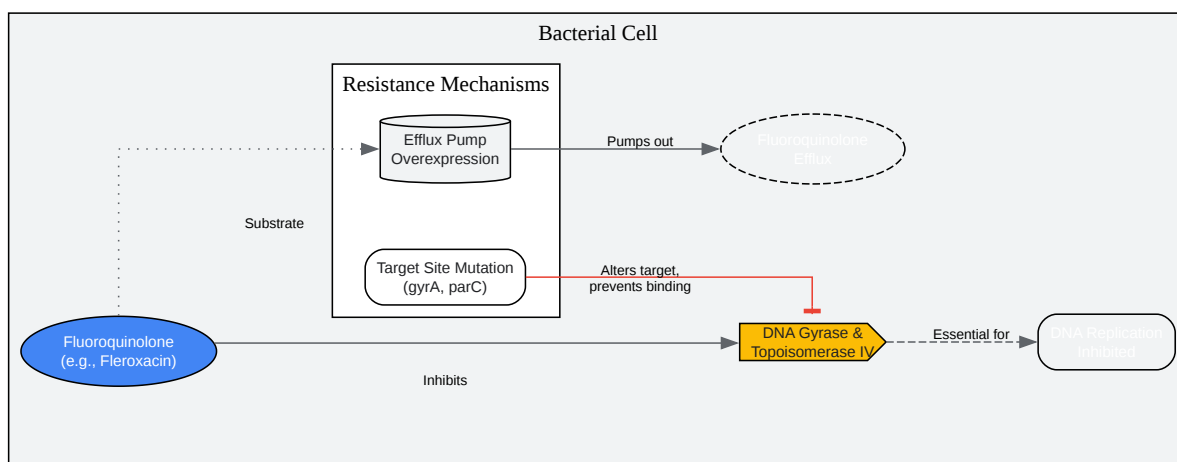 Bacterial Cell
Resistance Mechanisms
Efflux Pump
Overexpression
Pumps out
Fluoroquinolone
Efflux
Substrate
Target Site Mutation
(gyrA, parC)
Alters target,
prevents binding
Fluoroquinolone
(e.g., Fleroxacin)
Inhibits
DNA Gyrase &
Topoisomerase IV
Essential for
DNA Replication
Inhibited